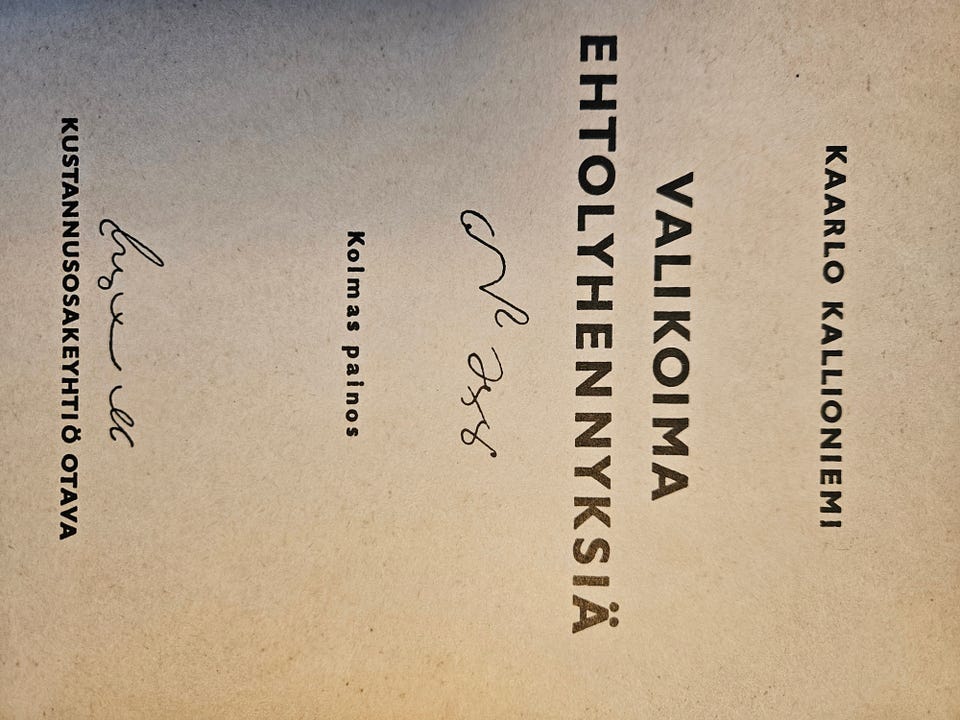 KAARLO KALLIONIEMI
VALIKOIMA
EHTOLYHENNYKSIÄ
Kolmas painos
KUSTANNUSOSAKEYHTIÖ OTAVA